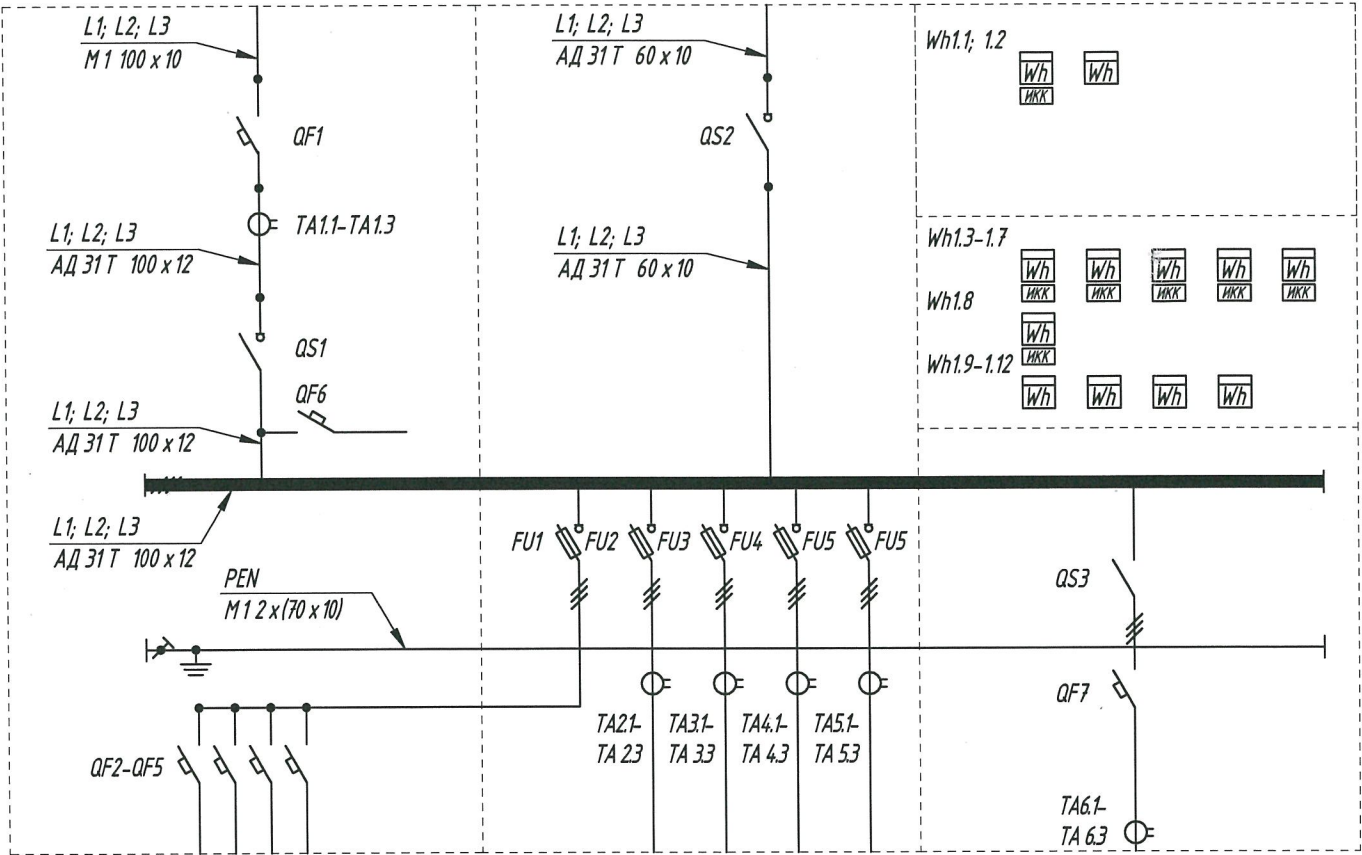 L1; L2; L3
М 1 100 x 10
QF1
TA1.1-TA1.3
L1; L2; L3
АД 31 Т 100 x 12
QS1
QF6
L1; L2; L3
АД 31 Т 100 x 12
L1; L2; L3
АД 31 Т 100 x 12
PEN
М 1 2 x (70 x 10)
QF2-QF5
L1; L2; L3
АД 31 Т 60 x 10
QS2
L1; L2; L3
АД 31 Т 60 x 10
FU1 FU2 FU3 FU4 FU5 FU5
TA2.1- TA3.1- TA4.1- TA5.1-
TA 2.3 TA 3.3 TA 4.3 TA 5.3
Wh1.1; 1.2
Wh Wh
ИКК
Wh1.3-1.7
Wh Wh Wh Wh Wh
ИКК ИКК ИКК ИКК ИКК
Wh1.8
Wh
ИКК
Wh1.9-1.12
Wh Wh Wh Wh
QS3
QF7
TA6.1-
TA 6.3